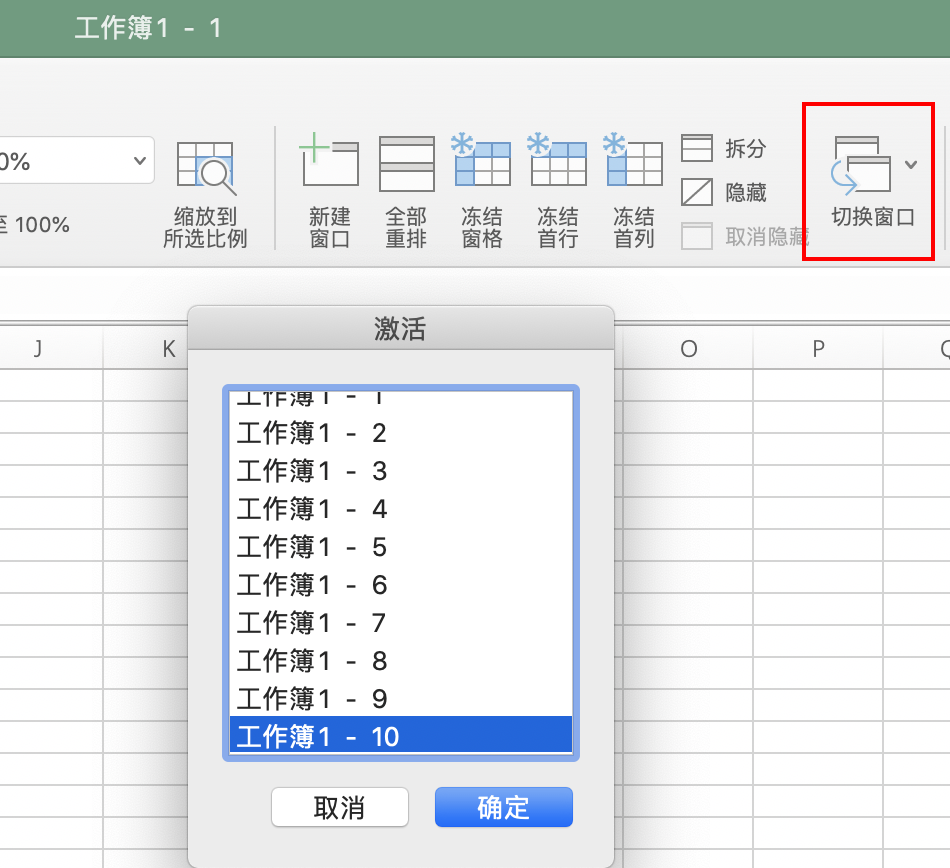 工作簿1 - 1
0%
至 100%
缩放到
所选比例
新建
窗口
全部
重排
冻结
窗格
冻结
首行
冻结
首列
拆分
隐藏
取消隐藏
切换窗口
J
K
O
P
Q
激活
工作簿1 - 1
工作簿1 - 2
工作簿1 - 3
工作簿1 - 4
工作簿1 - 5
工作簿1 - 6
工作簿1 - 7
工作簿1 - 8
工作簿1 - 9
工作簿1 - 10
取消
确定